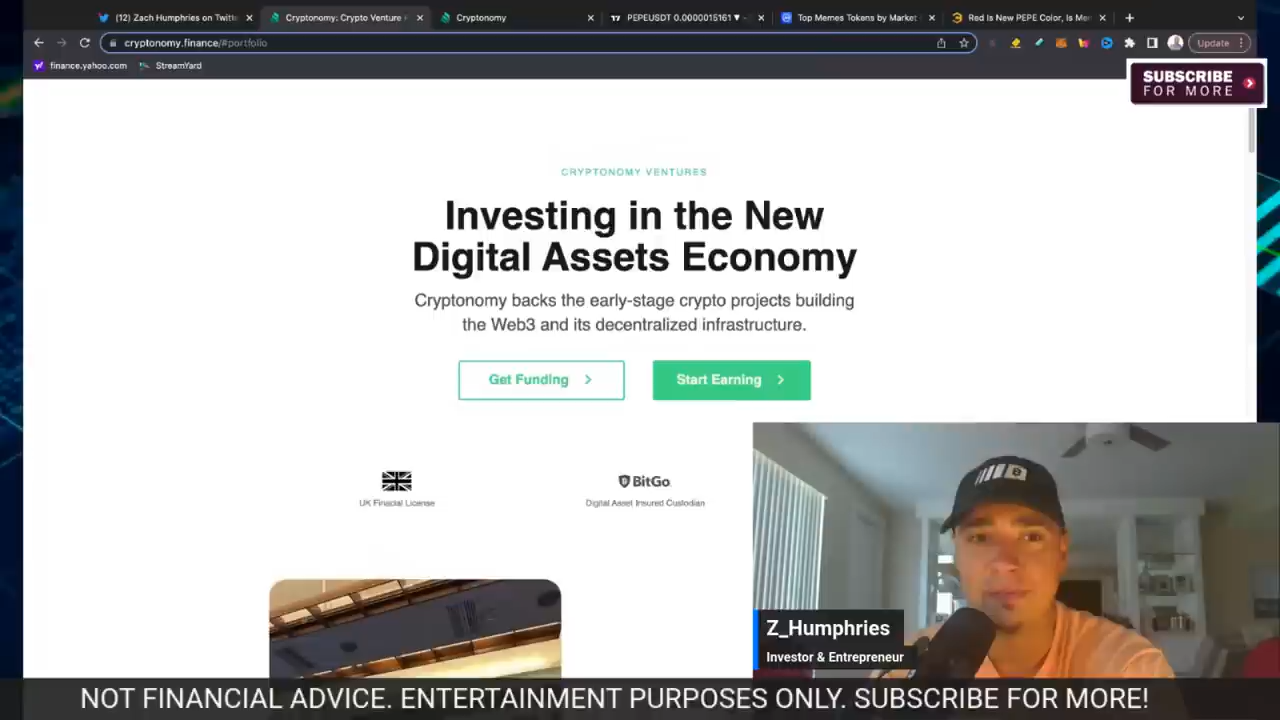 (12) Zach Humphries on Twitt
Cryptonomy: Crypto Venture
Cryptonomy
PEPEUSDT 0.0000015161 ▼
Top Memes Tokens by Market
Red Is New PEPE Color, Is Me
cryptonomy.finance/#portfolio
Update
finance.yahoo.com
StreamYard
SUBSCRIBE
FOR MORE
CRYPTONOMY VENTURES
Investing in the New
Digital Assets Economy
Cryptonomy backs the early-stage crypto projects building
the Web3 and its decentralized infrastructure.
Get Funding
Start Earning
BitGo
UK Finacial License
Digital Asset Insured Custodian
Z_Humphries
Investor & Entrepreneur
NOT FINANCIAL ADVICE. ENTERTAINMENT PURPOSES ONLY. SUBSCRIBE FOR MORE!